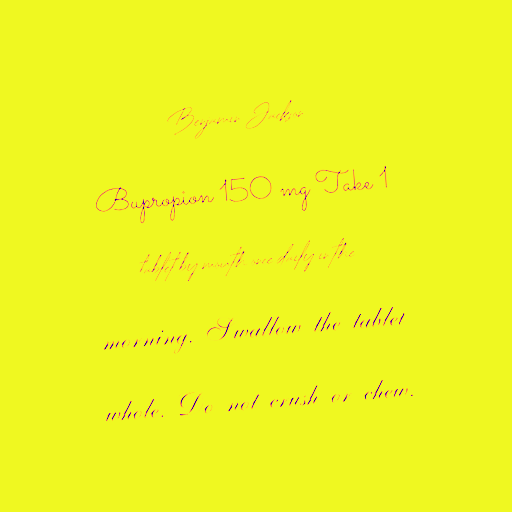 Benjamin Jackson
Bupropion 150 mg Take 1
tablet by mouth once daily in the
morning. Swallow the tablet
whole. Do not crush or chew.